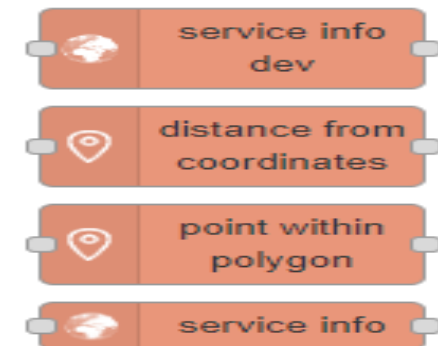 service info
dev
distance from
coordinates
point within
polygon
service info